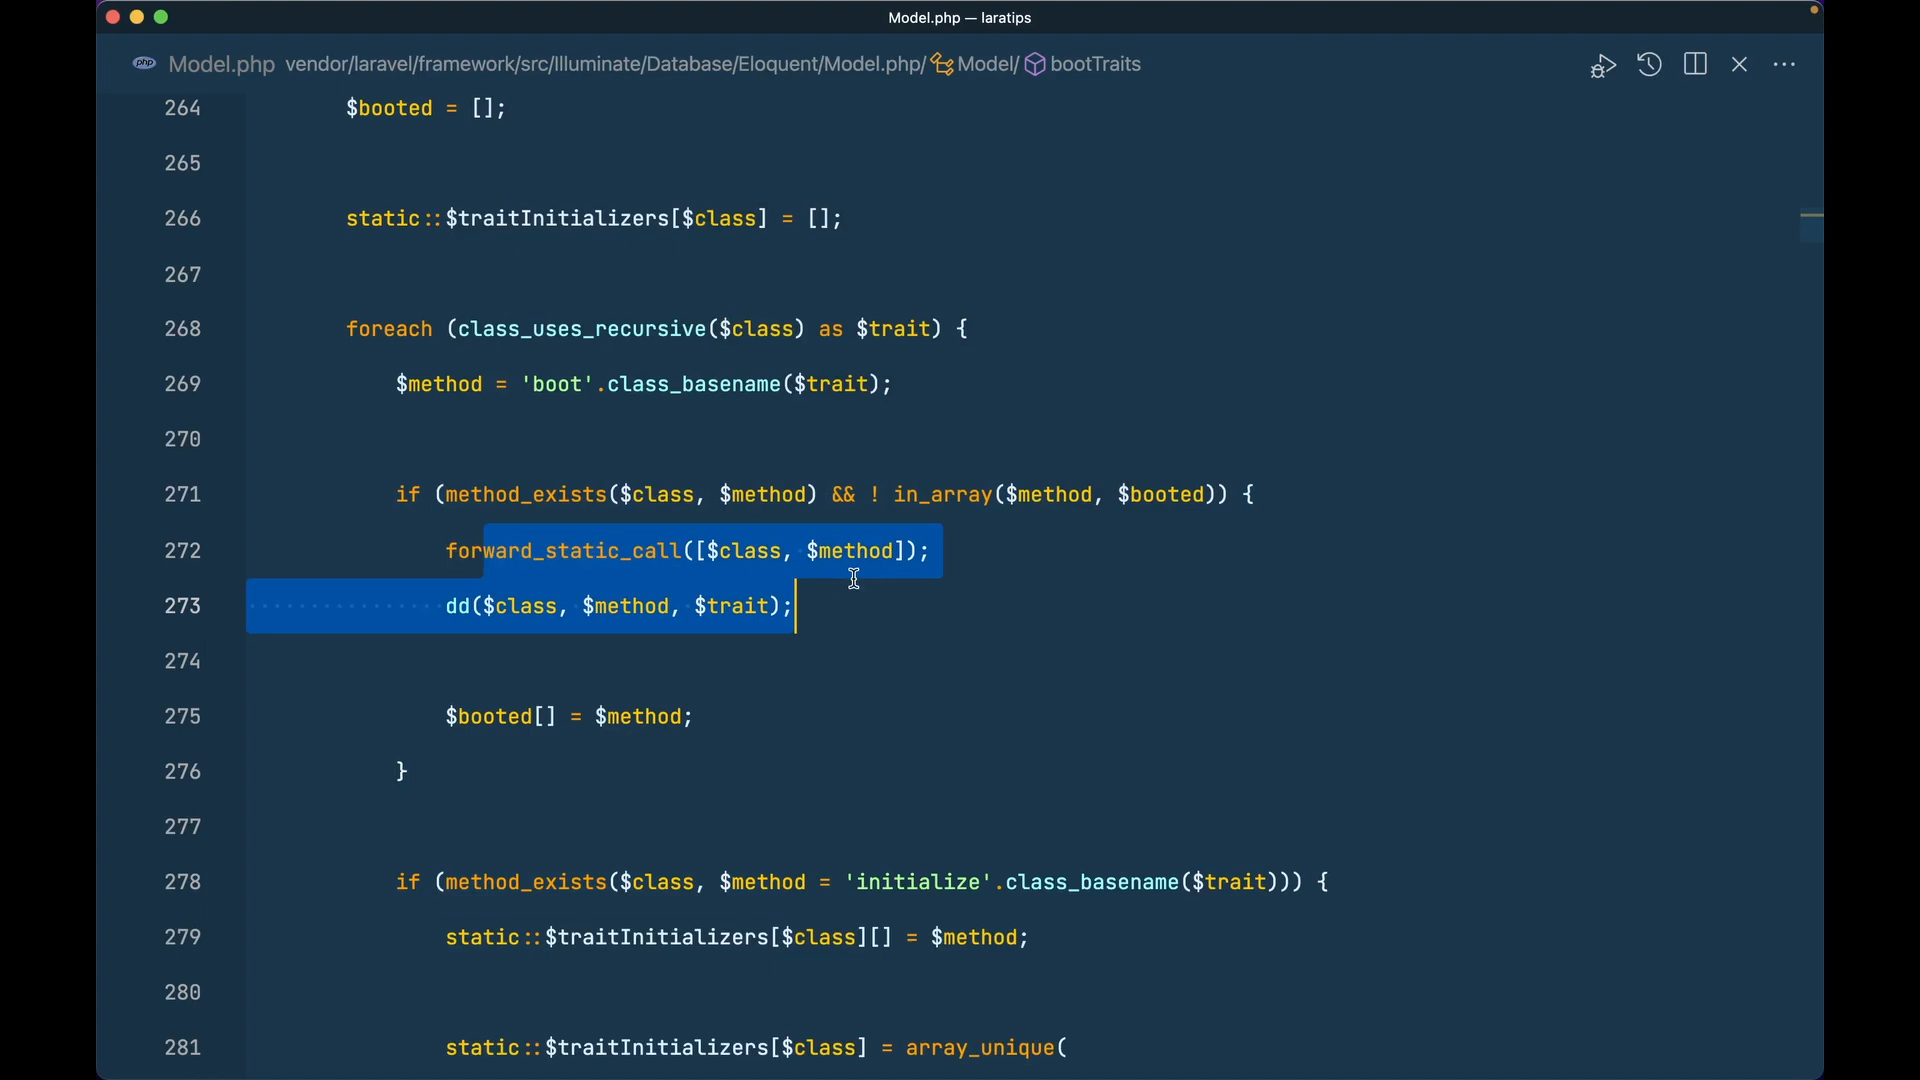 Model.php — laratips
php Model.php vendor/laravel/framework/src/Illuminate/Database/Eloquent/Model.php/ Model/ bootTraits
264 $booted = [];
265
266 static::$traitInitializers[$class] = [];
267
268 foreach (class_uses_recursive($class) as $trait) {
269 $method = 'boot'.class_basename($trait);
270
271 if (method_exists($class, $method) && ! in_array($method, $booted)) {
272 forward_static_call([$class, $method]);
273 dd($class, $method, $trait);
274
275 $booted[] = $method;
276 }
277
278 if (method_exists($class, $method = 'initialize'.class_basename($trait))) {
279 static::$traitInitializers[$class][] = $method;
280
281 static::$traitInitializers[$class] = array_unique(